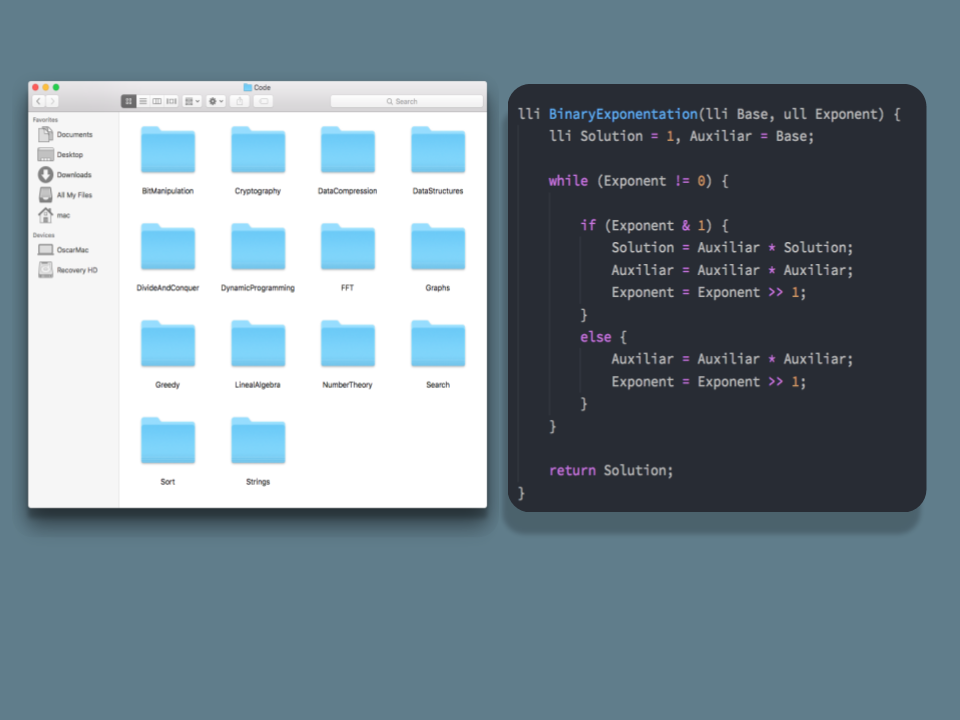 Code
Search
Favorites
Documents
Desktop
Downloads
All My Files
mac
Devices
OscarMac
Recovery HD
BitManipulation Cryptography DataCompression DataStructures
DivideAndConquer DynamicProgramming FFT Graphs
Greedy LinealAlgebra NumberTheory Search
Sort Strings
lli BinaryExponentation(lli Base, ull Exponent) {
lli Solution = 1, Auxiliar = Base;
while (Exponent != 0) {
if (Exponent & 1) {
Solution = Auxiliar * Solution;
Auxiliar = Auxiliar * Auxiliar;
Exponent = Exponent >> 1;
}
else {
Auxiliar = Auxiliar * Auxiliar;
Exponent = Exponent >> 1;
}
}
return Solution;
}